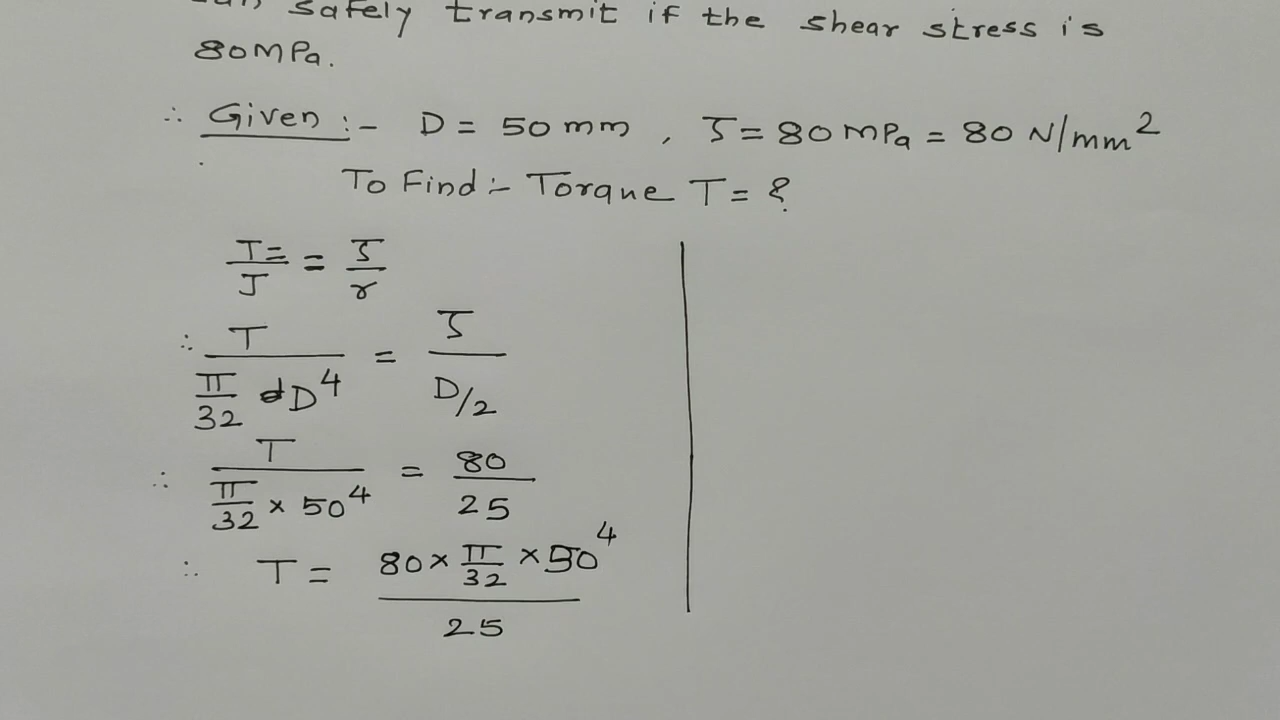 safely transmit if the shear stress is
80MPa.
∴ Given :- D = 50 mm , τ = 80 MPa = 80 N/mm²
To Find :- Torque T = ?
T=/J = τ/r
∴ T / (π/32 D⁴) = τ / (D/2)
∴ T / (π/32 × 50⁴) = 80 / 25
∴ T = (80 × π/32 × 50⁴) / 25